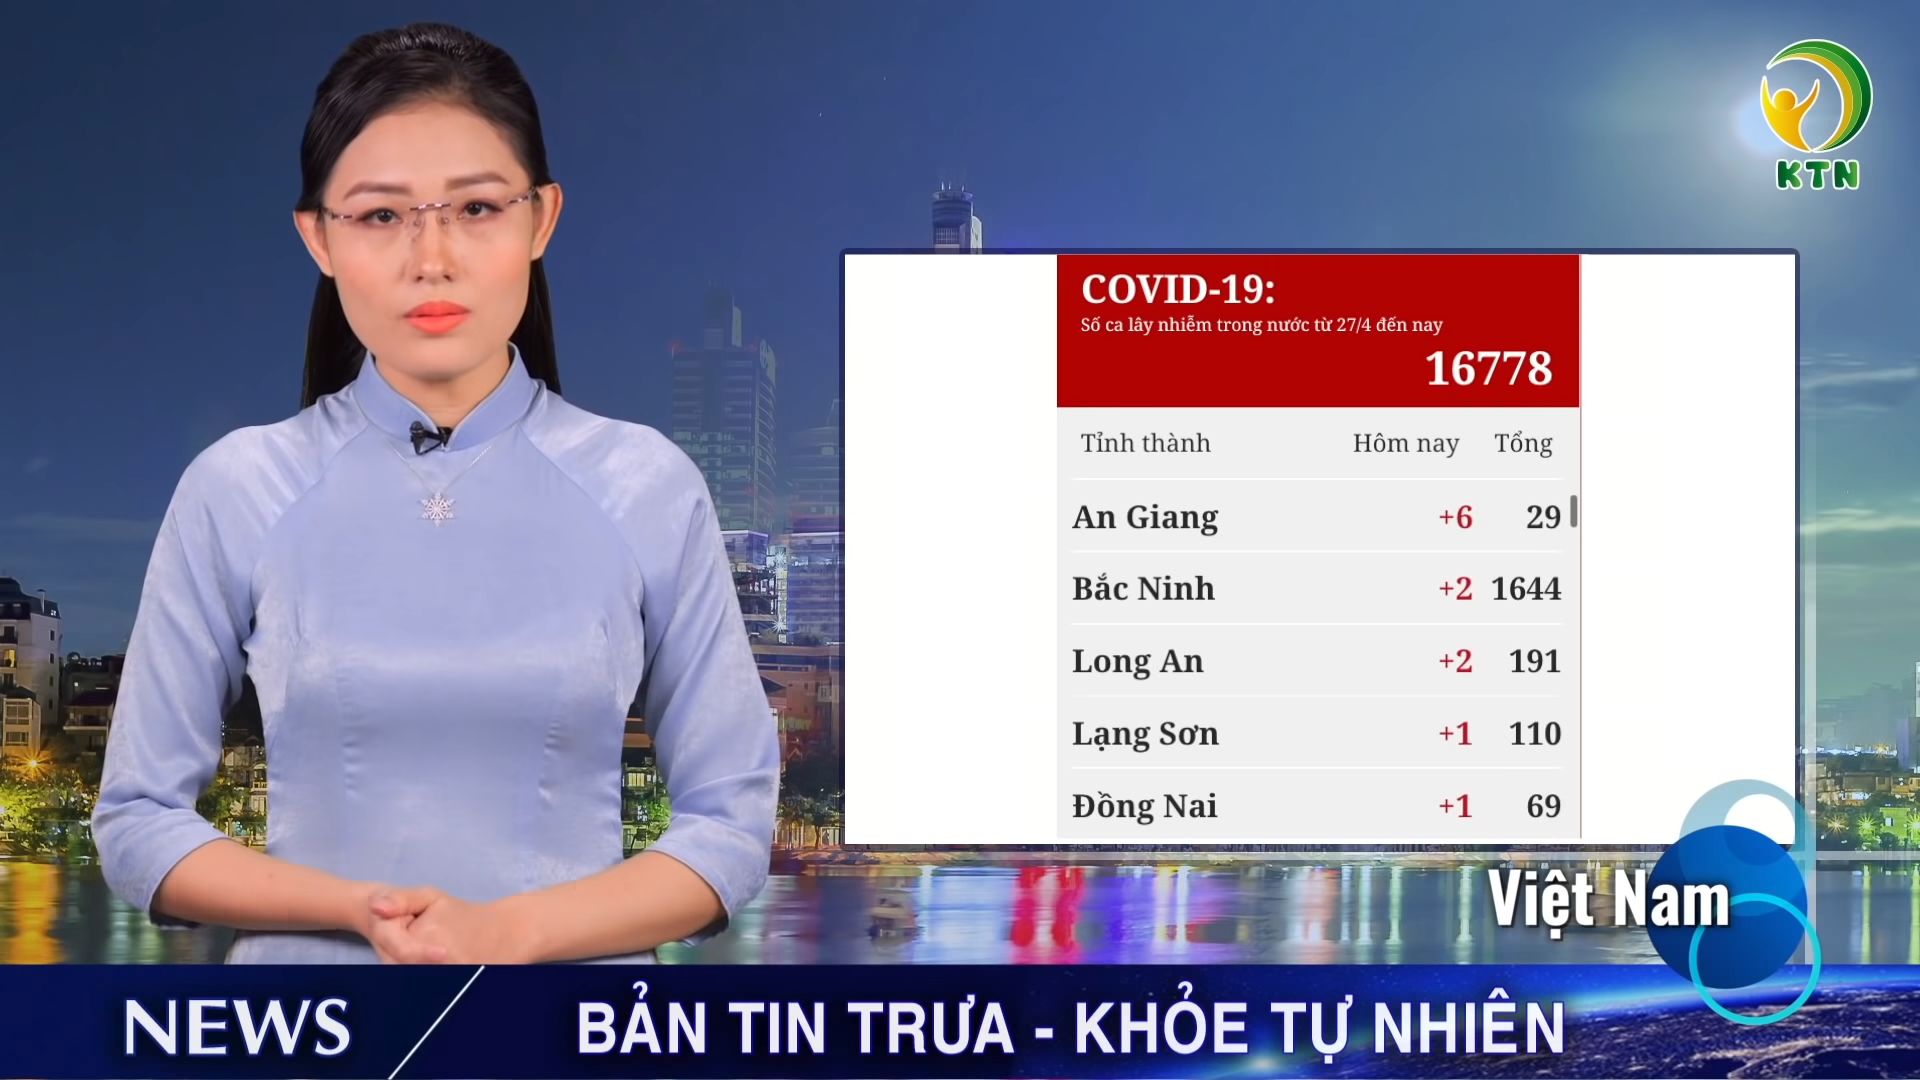 KTN
COVID-19:
Số ca lây nhiễm trong nước từ 27/4 đến nay
16778
Tỉnh thành Hôm nay Tổng
An Giang +6 29
Bắc Ninh +2 1644
Long An +2 191
Lạng Sơn +1 110
Đồng Nai +1 69
Việt Nam
NEWS BẢN TIN TRƯA - KHỎE TỰ NHIÊN